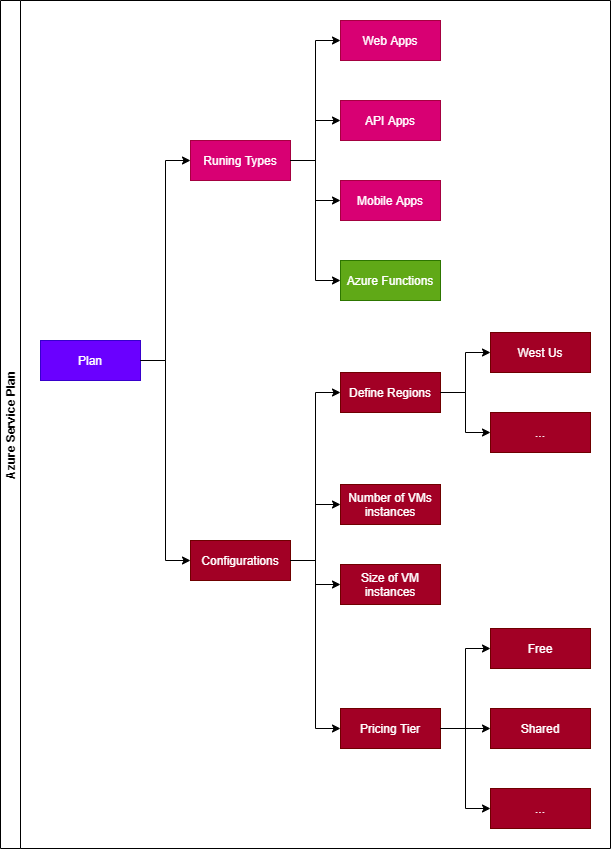 Azure Service Plan
Web Apps
API Apps
Runing Types
Mobile Apps
Azure Functions
Plan
West Us
Define Regions
...
Number of VMs
instances
Configurations
Size of VM
instances
Free
Pricing Tier
Shared
...